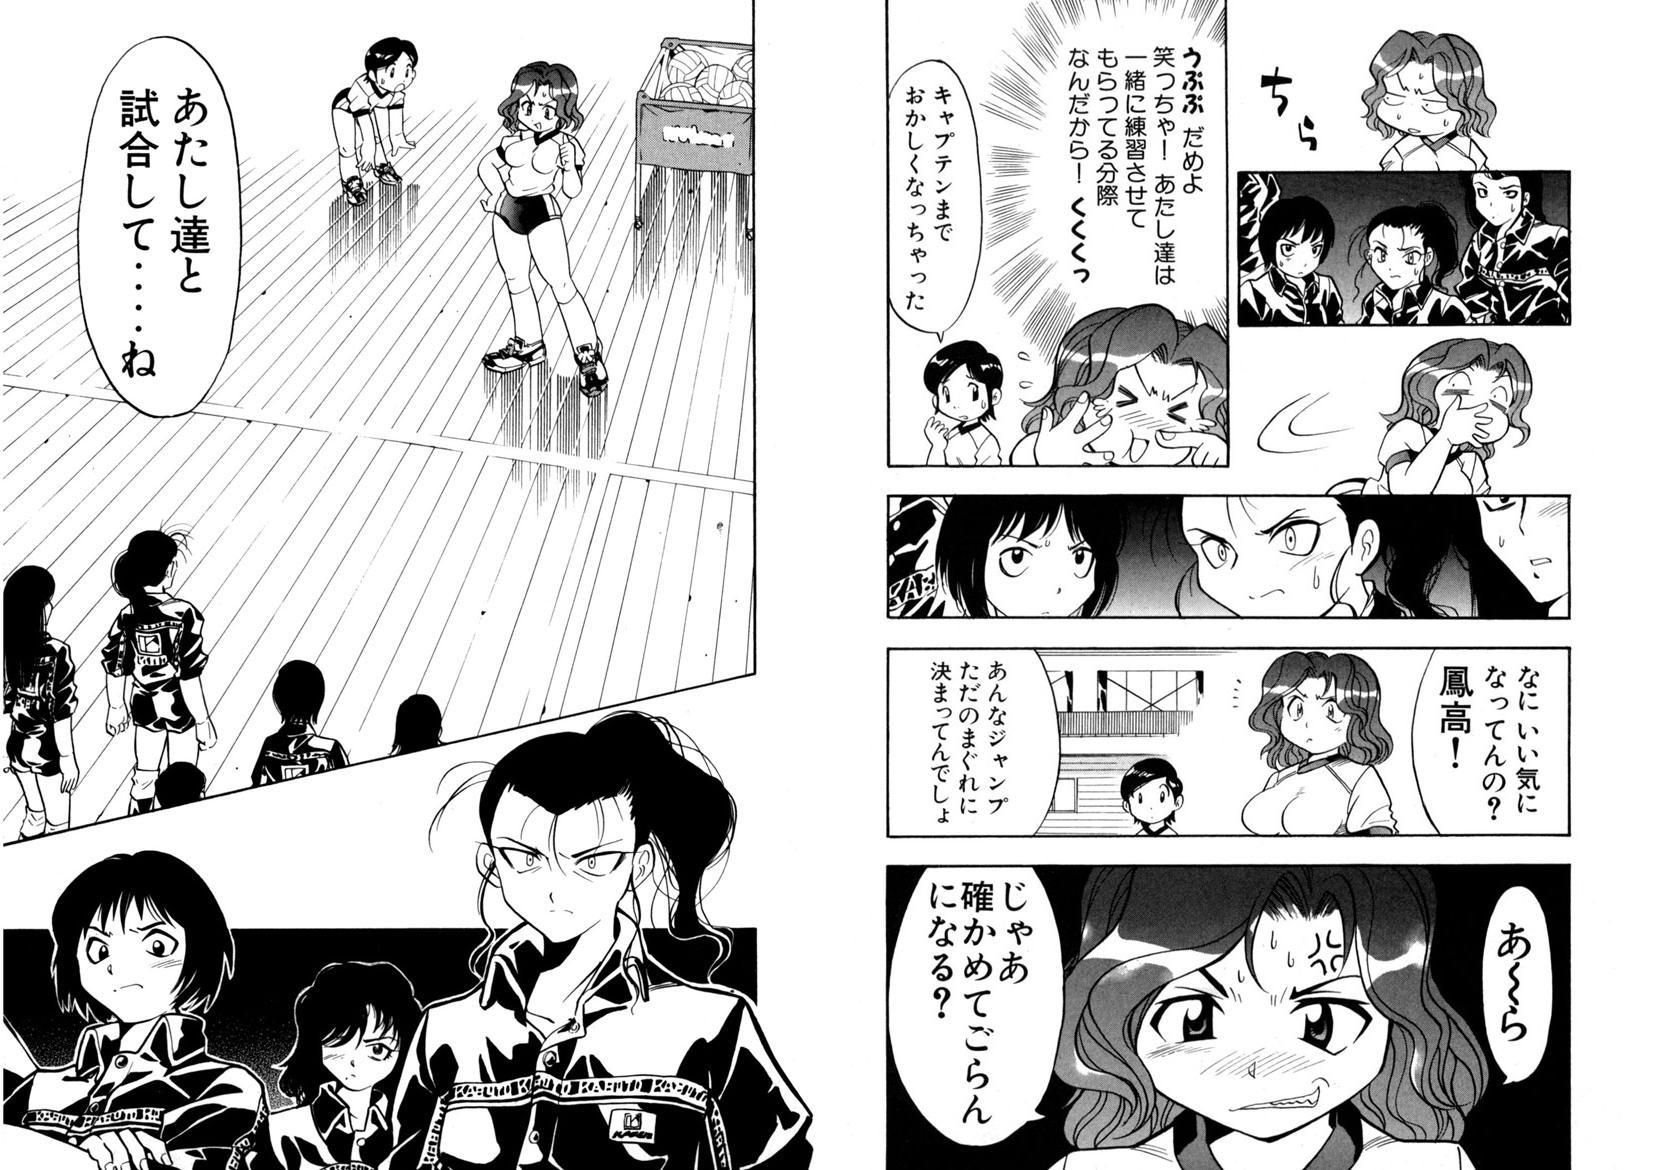 ちら
うぷぷ だめよ
笑っちゃ！あたし達は
一緒に練習させて
もらってる分際
なんだから！くくくっ
キャプテンまで
おかしくなっちゃった
なにいい気に
なってんの？
鳳高！
あんなジャンプ
ただのまぐれに
決まってんでしょ
あ～～ら
じゃあ
確かめてごらん
になる？
あたし達と
試合して・・・・・ね